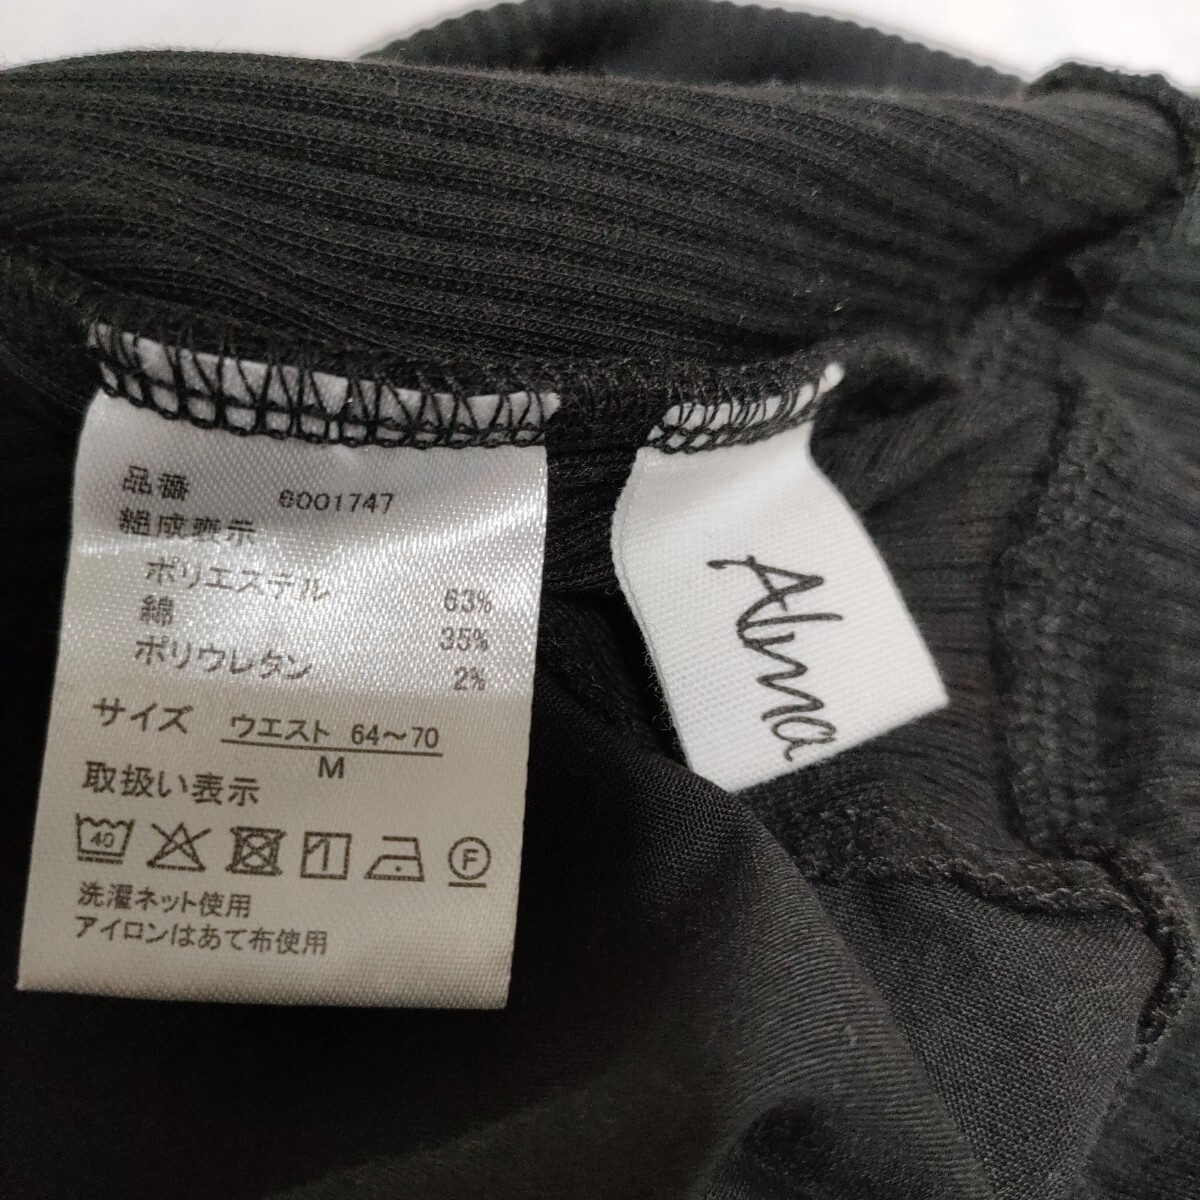 品番 6001747
組成表示
ポリエステル 63%
綿 35%
ポリウレタン 2%
サイズ ウエスト 64～70
M
取扱い表示
40 F
洗濯ネット使用
アイロンはあて布使用
Alma